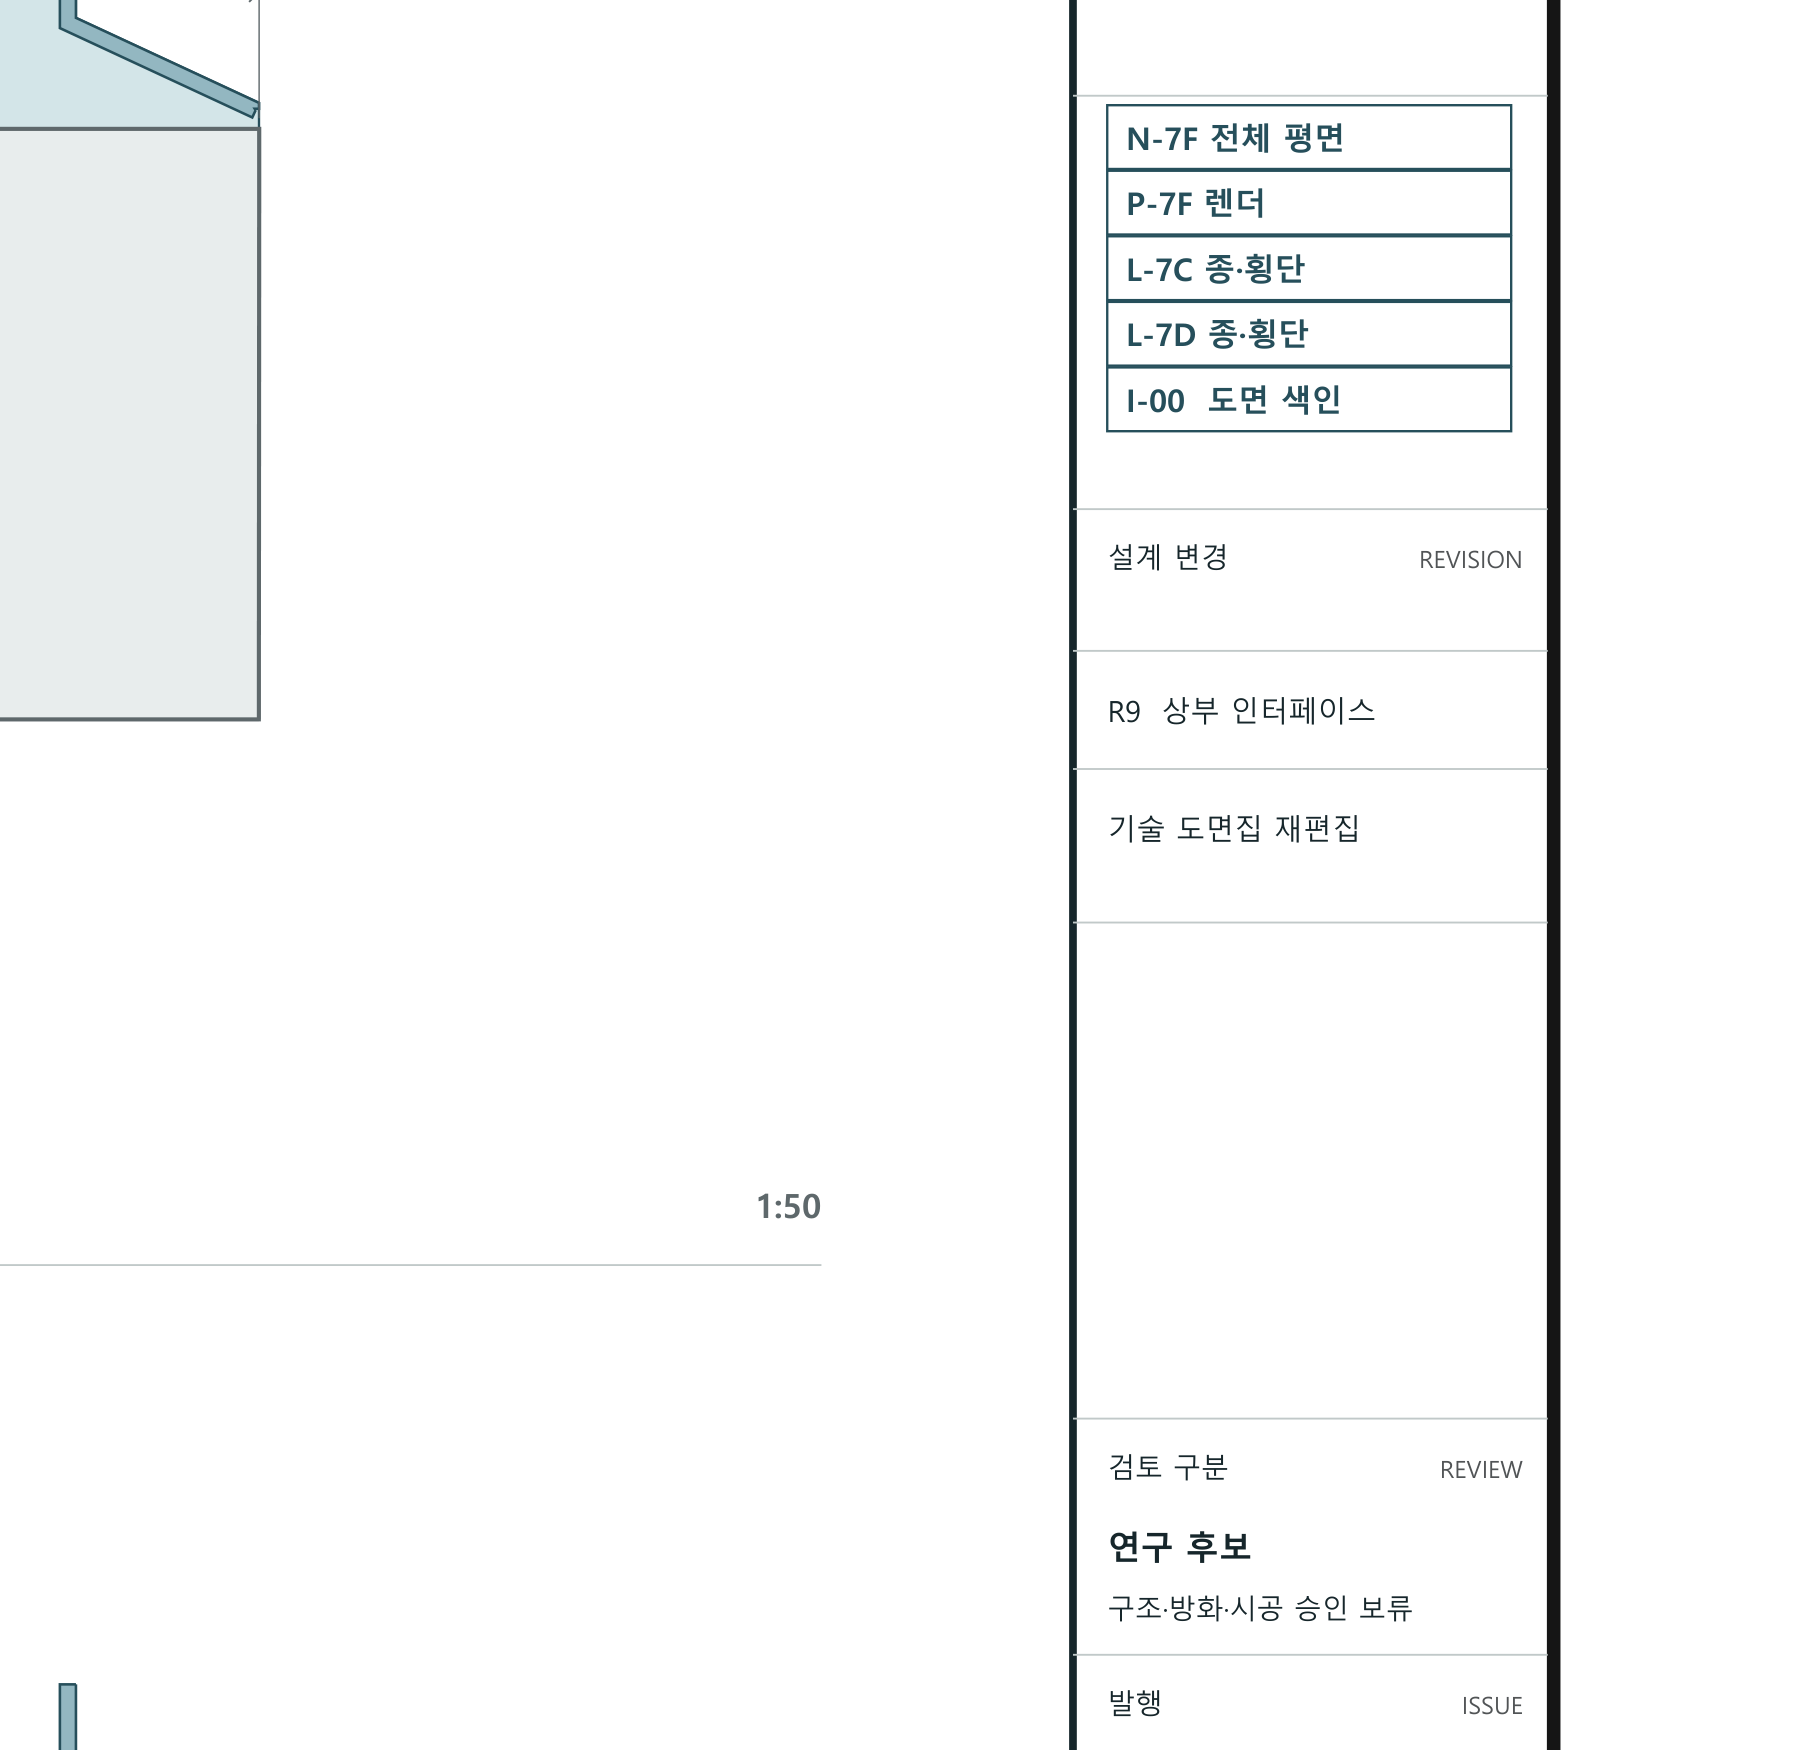 N-7F 전체 평면
P-7F 렌더
L-7C 종·횡단
L-7D 종·횡단
I-00 도면 색인
설계 변경 REVISION
R9 상부 인터페이스
기술 도면집 재편집
1:50
검토 구분 REVIEW
연구 후보
구조·방화·시공 승인 보류
발행 ISSUE